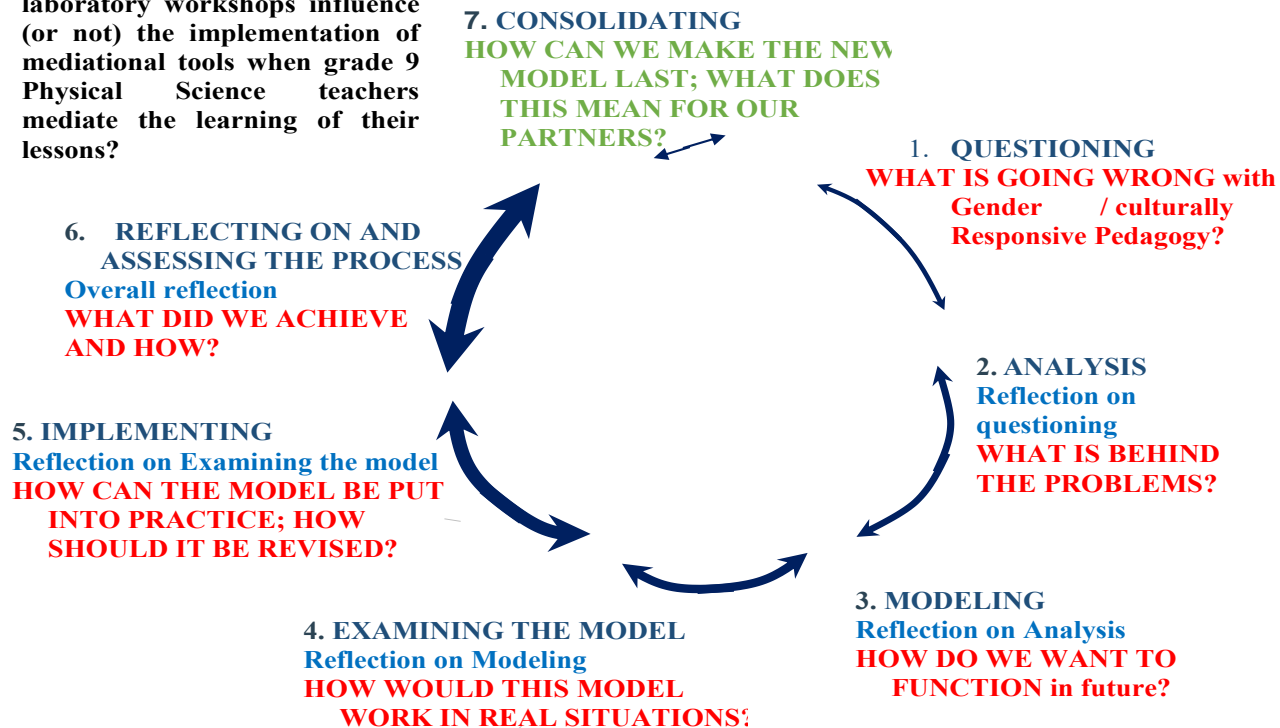 laboratory workshops influence
(or not) the implementation of
mediational tools when grade 9
Physical Science teachers
mediate the learning of their
lessons?
7. CONSOLIDATING
HOW CAN WE MAKE THE NEW
MODEL LAST; WHAT DOES
THIS MEAN FOR OUR
PARTNERS?
1. QUESTIONING
WHAT IS GOING WRONG with
Gender / culturally
Responsive Pedagogy?
2. ANALYSIS
Reflection on
questioning
WHAT IS BEHIND
THE PROBLEMS?
3. MODELING
Reflection on Analysis
HOW DO WE WANT TO
FUNCTION in future?
4. EXAMINING THE MODEL
Reflection on Modeling
HOW WOULD THIS MODEL
WORK IN REAL SITUATIONS?
5. IMPLEMENTING
Reflection on Examining the model
HOW CAN THE MODEL BE PUT
INTO PRACTICE; HOW
SHOULD IT BE REVISED?
6. REFLECTING ON AND
ASSESSING THE PROCESS
Overall reflection
WHAT DID WE ACHIEVE
AND HOW?